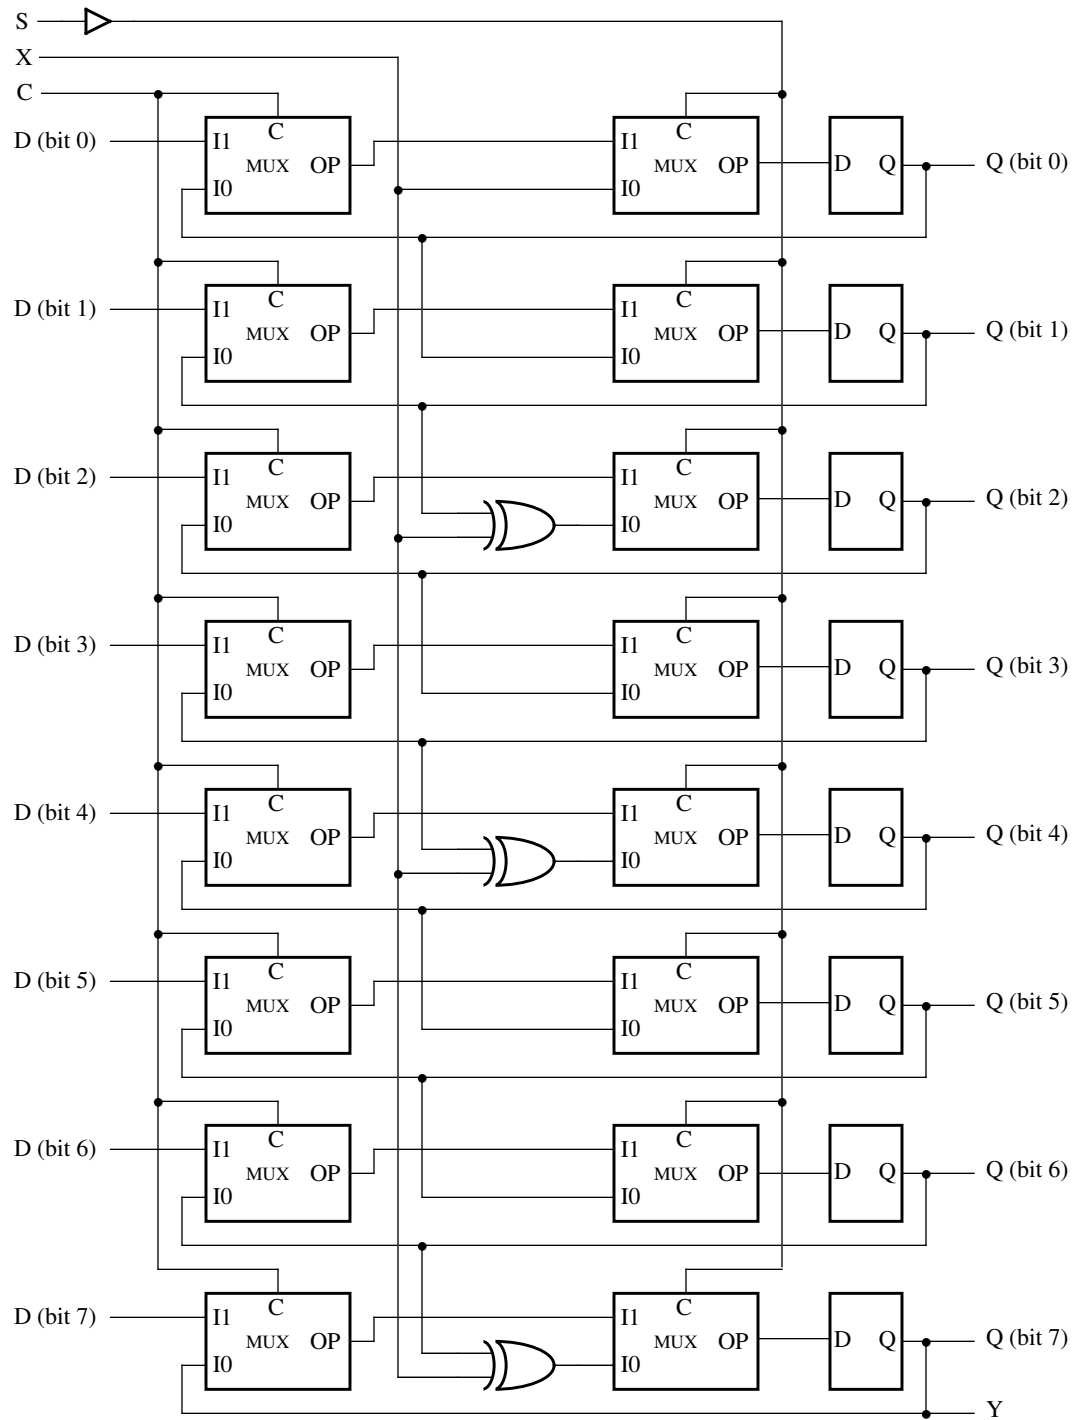 S
X
C
D (bit 0) I1 C MUX OP I0 I1 C MUX OP I0 D Q Q (bit 0)
D (bit 1) I1 C MUX OP I0 I1 C MUX OP I0 D Q Q (bit 1)
D (bit 2) I1 C MUX OP I0 I1 C MUX OP I0 D Q Q (bit 2)
D (bit 3) I1 C MUX OP I0 I1 C MUX OP I0 D Q Q (bit 3)
D (bit 4) I1 C MUX OP I0 I1 C MUX OP I0 D Q Q (bit 4)
D (bit 5) I1 C MUX OP I0 I1 C MUX OP I0 D Q Q (bit 5)
D (bit 6) I1 C MUX OP I0 I1 C MUX OP I0 D Q Q (bit 6)
D (bit 7) I1 C MUX OP I0 I1 C MUX OP I0 D Q Q (bit 7)
Y